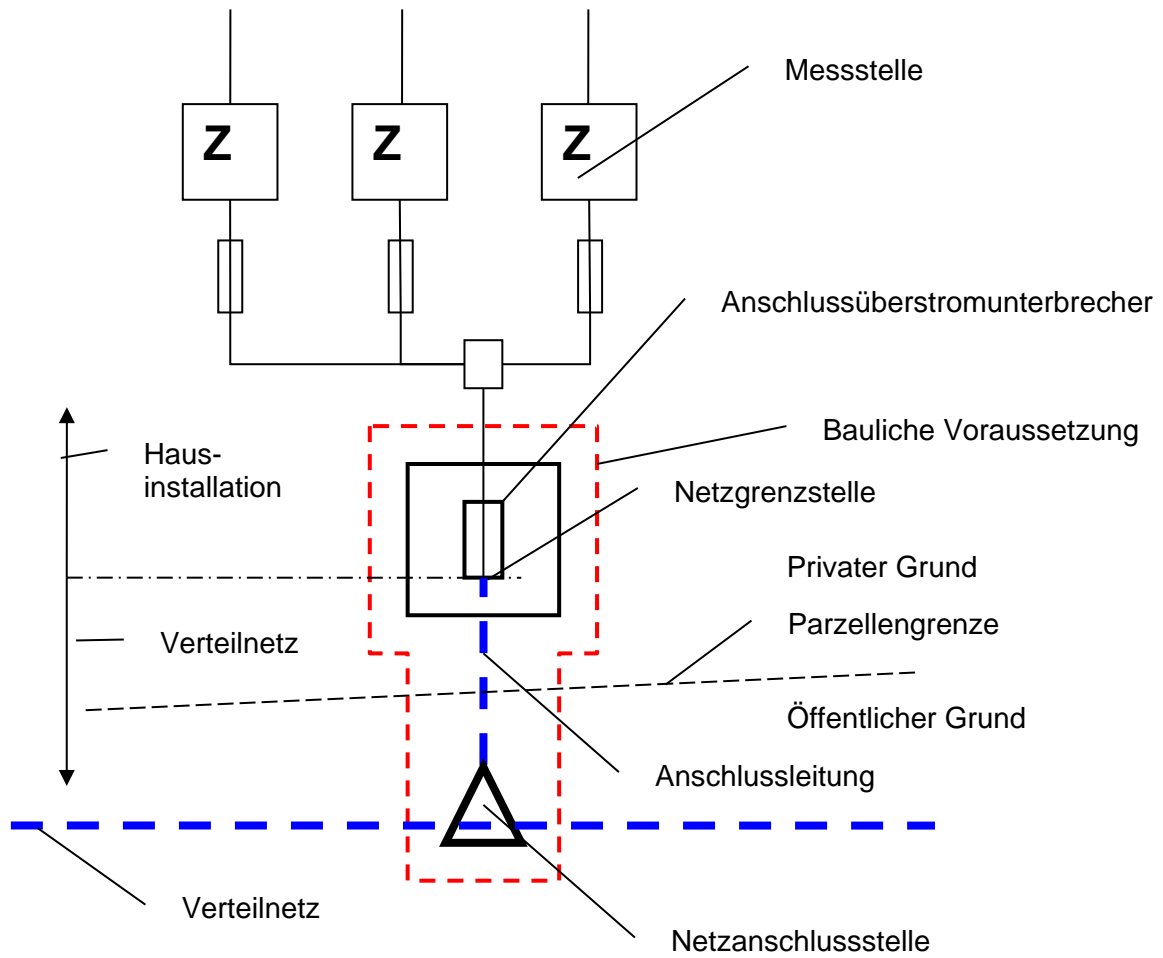 Messstelle
Z
Z
Z
Anschlussüberstromunterbrecher
Bauliche Voraussetzung
Haus-
installation
Netzgrenzstelle
Privater Grund
Parzellengrenze
Verteilnetz
Öffentlicher Grund
Anschlussleitung
Verteilnetz
Netzanschlussstelle